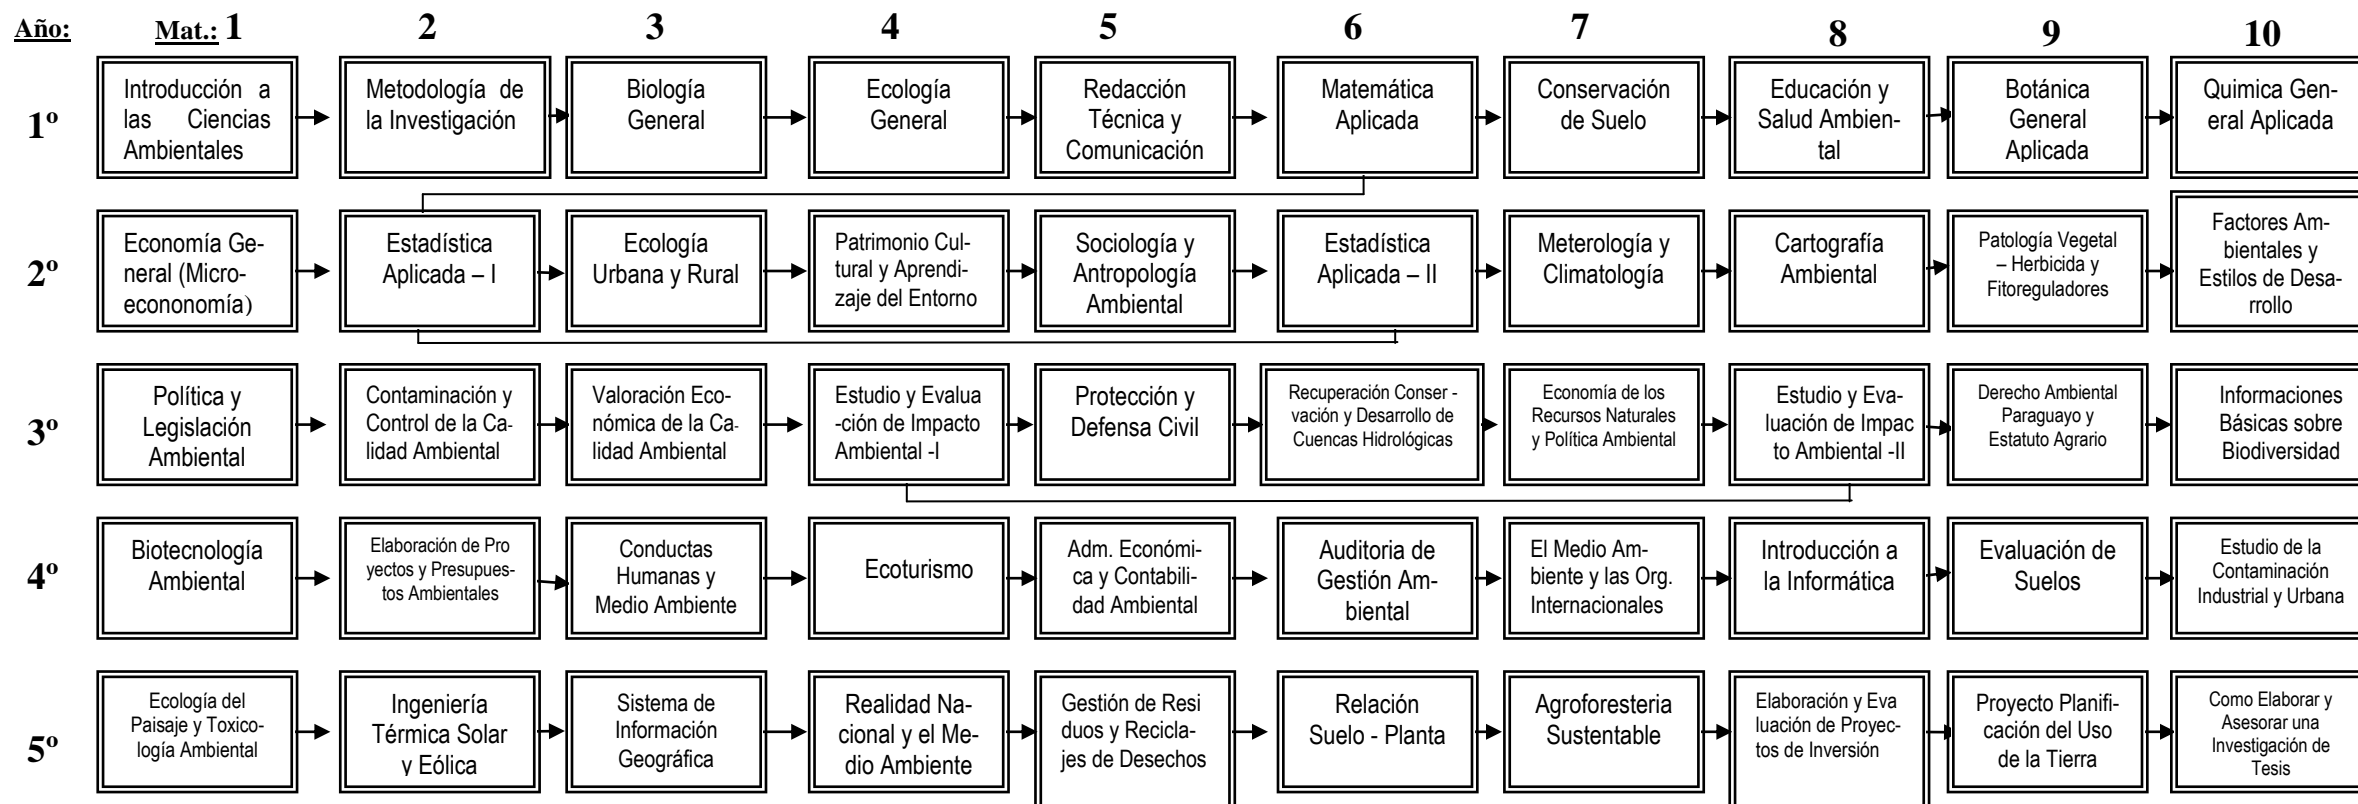 Año:
Mat.: 1
2
3
4
5
6
7
8
9
10
1º
Introducción a
las Ciencias
Ambientales
Metodología de
la Investigación
Biología
General
Ecología
General
Redacción
Técnica y
Comunicación
Matemática
Aplicada
Conservación
de Suelo
Educación y
Salud Ambien-
tal
Botánica
General
Aplicada
Quimica Gen-
eral Aplicada
2º
Economía Ge-
neral (Micro-
econonomía)
Estadística
Aplicada – I
Ecología
Urbana y Rural
Patrimonio Cul-
tural y Aprendi-
zaje del Entorno
Sociología y
Antropología
Ambiental
Estadística
Aplicada – II
Meterología y
Climatología
Cartografía
Ambiental
Patología Vegetal
– Herbicida y
Fitoreguladores
Factores Am-
bientales y
Estilos de Desa-
rrollo
3º
Política y
Legislación
Ambiental
Contaminación y
Control de la Ca-
lidad Ambiental
Valoración Eco-
nómica de la Ca-
lidad Ambiental
Estudio y Evalua
-ción de Impacto
Ambiental -I
Protección y
Defensa Civil
Recuperación Conser -
vación y Desarrollo de
Cuencas Hidrológicas
Economía de los
Recursos Naturales
y Política Ambiental
Estudio y Eva-
luación de Impac
to Ambiental -II
Derecho Ambiental
Paraguayo y
Estatuto Agrario
Informaciones
Básicas sobre
Biodiversidad
4º
Biotecnología
Ambiental
Elaboración de Pro
yectos y Presupues-
tos Ambientales
Conductas
Humanas y
Medio Ambiente
Ecoturismo
Adm. Económi-
ca y Contabili-
dad Ambiental
Auditoria de
Gestión Am-
biental
El Medio Am-
biente y las Org.
Internacionales
Introducción a
la Informática
Evaluación de
Suelos
Estudio de la
Contaminación
Industrial y Urbana
5º
Ecología del
Paisaje y Toxico-
logía Ambiental
Ingeniería
Térmica Solar
y Eólica
Sistema de
Información
Geográfica
Realidad Na-
cional y el Me-
dio Ambiente
Gestión de Resi
duos y Recicla-
jes de Desechos
Relación
Suelo - Planta
Agroforesteria
Sustentable
Elaboración y Eva
luación de Proyec-
tos de Inversión
Proyecto Planifi-
cación del Uso
de la Tierra
Como Elaborar y
Asesorar una
Investigación de
Tesis